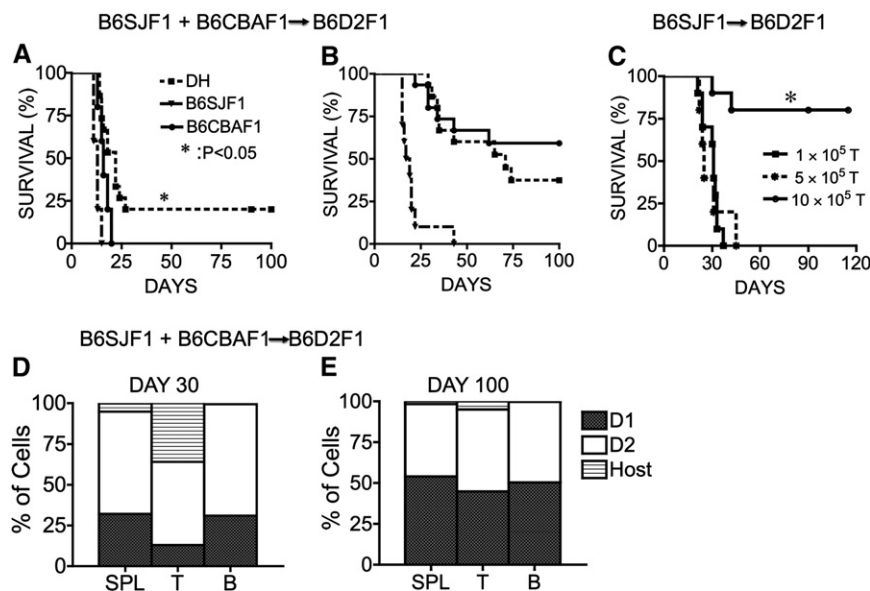 B6SJF1 + B6CBAF1→B6D2F1
B6SJF1→B6D2F1
A
SURVIVAL (%)
100
75
50
25
0
0 25 50 75 100
DAYS
DH
B6SJF1
B6CBAF1
* :P<0.05
*
B
SURVIVAL (%)
100
75
50
25
0
0 25 50 75 100
DAYS
C
SURVIVAL (%)
100
75
50
25
0
0 30 60 90 120
DAYS
*
1 × 10⁵ T
5 × 10⁵ T
10 × 10⁵ T
B6SJF1 + B6CBAF1→B6D2F1
D
DAY 30
% of Cells
100
75
50
25
0
SPL T B
E
DAY 100
% of Cells
100
75
50
25
0
SPL T B
D1
D2
Host